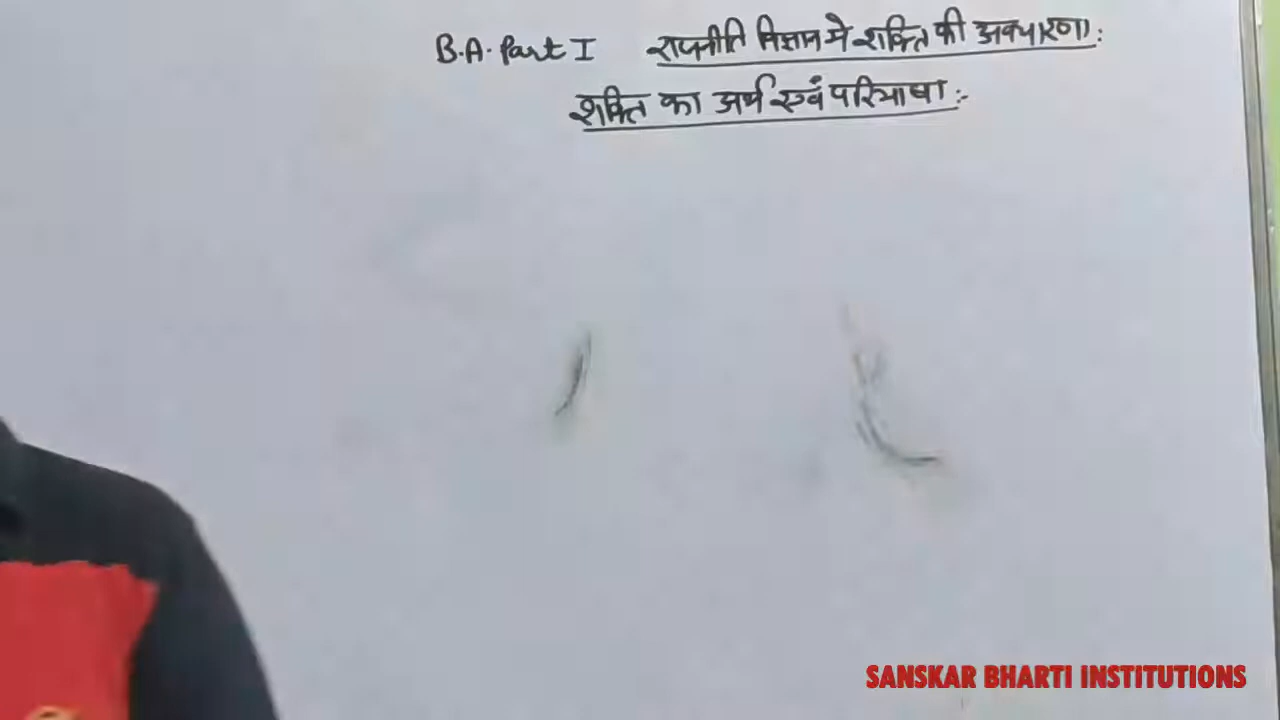 B.A. Part I राजनीति विज्ञान मे शक्ति की अवधारणा:
शक्ति का अर्थ एवं परिभाषा :-
SANSKAR BHARTI INSTITUTIONS